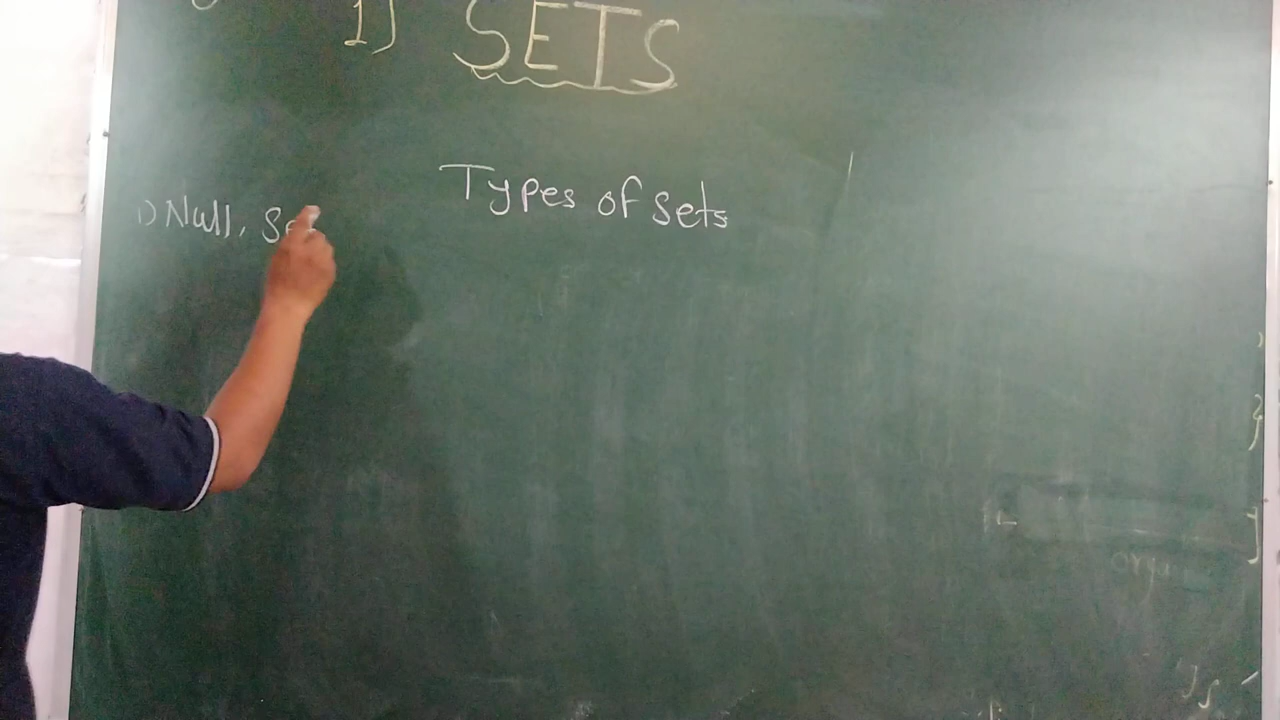 1) SETS
Types of sets
1) Null, Se